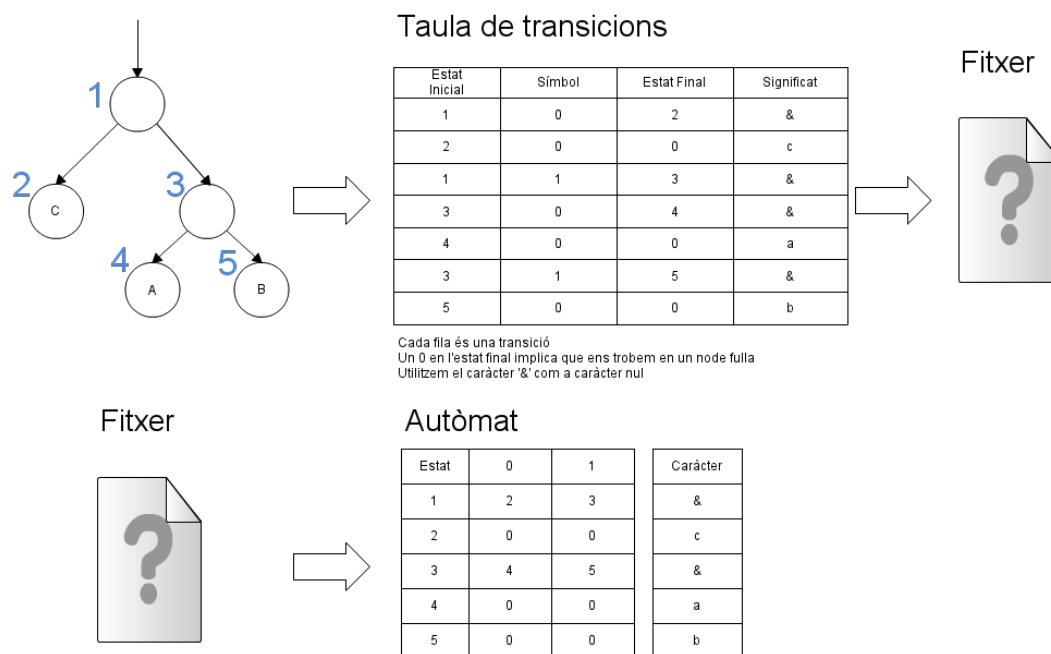 Taula de transicions
Fitxer
1
2
C
3
4
A
5
B
Estat Inicial Símbol Estat Final Significat
1 0 2 &
2 0 0 c
1 1 3 &
3 0 4 &
4 0 0 a
3 1 5 &
5 0 0 b
?
Cada fila és una transició
Un 0 en l'estat final implica que ens trobem en un node fulla
Utilitzem el caràcter '&' com a caràcter nul
Fitxer
?
Autòmat
Estat 0 1 Caràcter
1 2 3 &
2 0 0 c
3 4 5 &
4 0 0 a
5 0 0 b